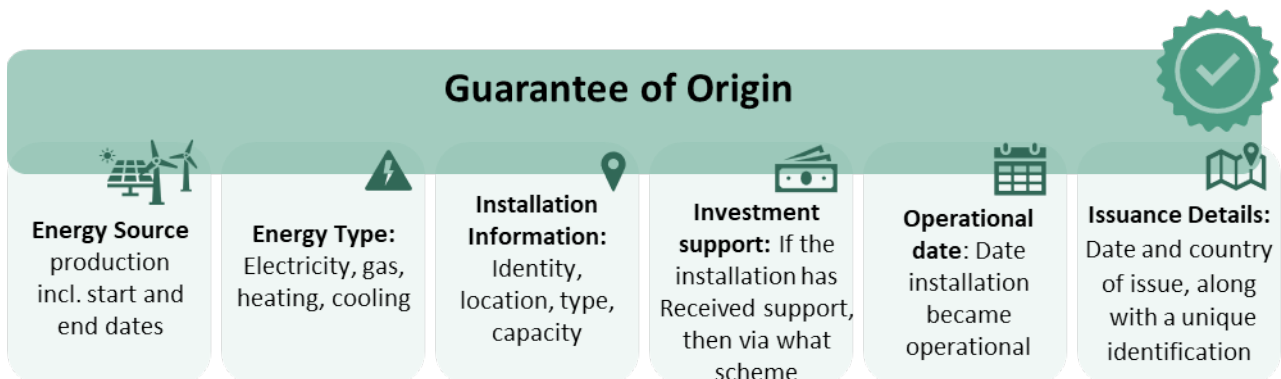 Guarantee of Origin
Energy Source
production
incl. start and
end dates
Energy Type:
Electricity, gas,
heating, cooling
Installation
Information:
Identity,
location, type,
capacity
Investment
support: If the
installation has
Received support,
then via what
scheme
Operational
date: Date
installation
became
operational
Issuance Details:
Date and country
of issue, along
with a unique
identification